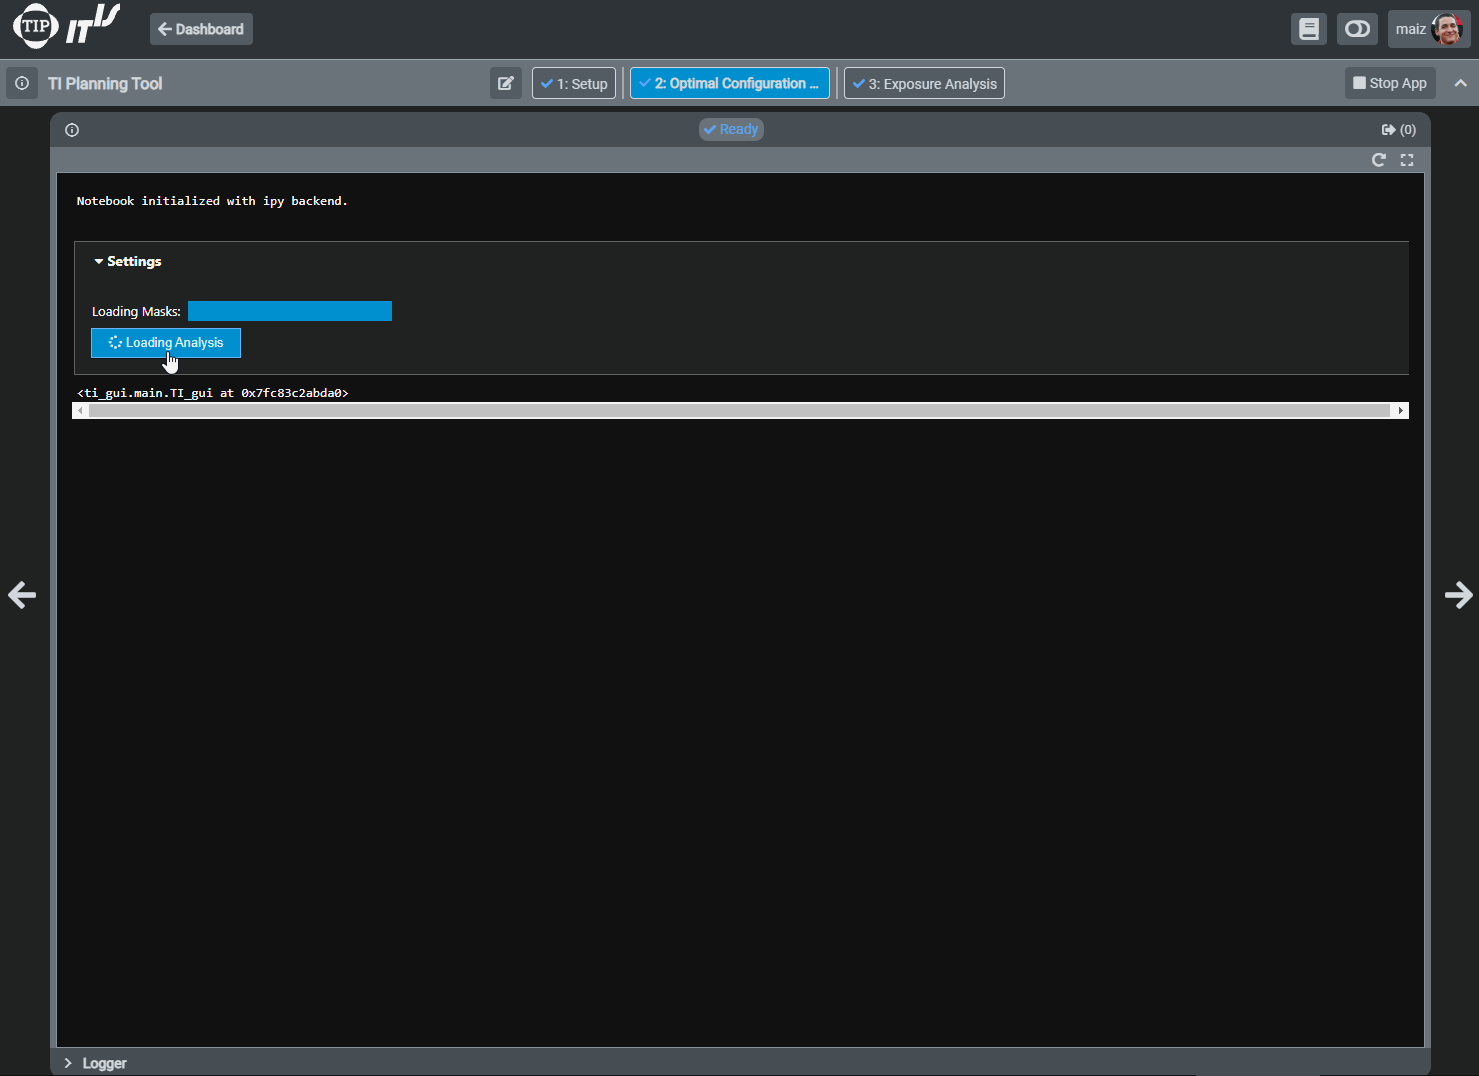 TIP IT'IS
Dashboard
maiz
TI Planning Tool
1: Setup
2: Optimal Configuration ...
3: Exposure Analysis
Stop App
Ready
(0)
Notebook initialized with ipy backend.
Settings
Loading Masks:
Loading Analysis
<ti_gui.main.TI_gui at 0x7fc83c2abda0>
Logger